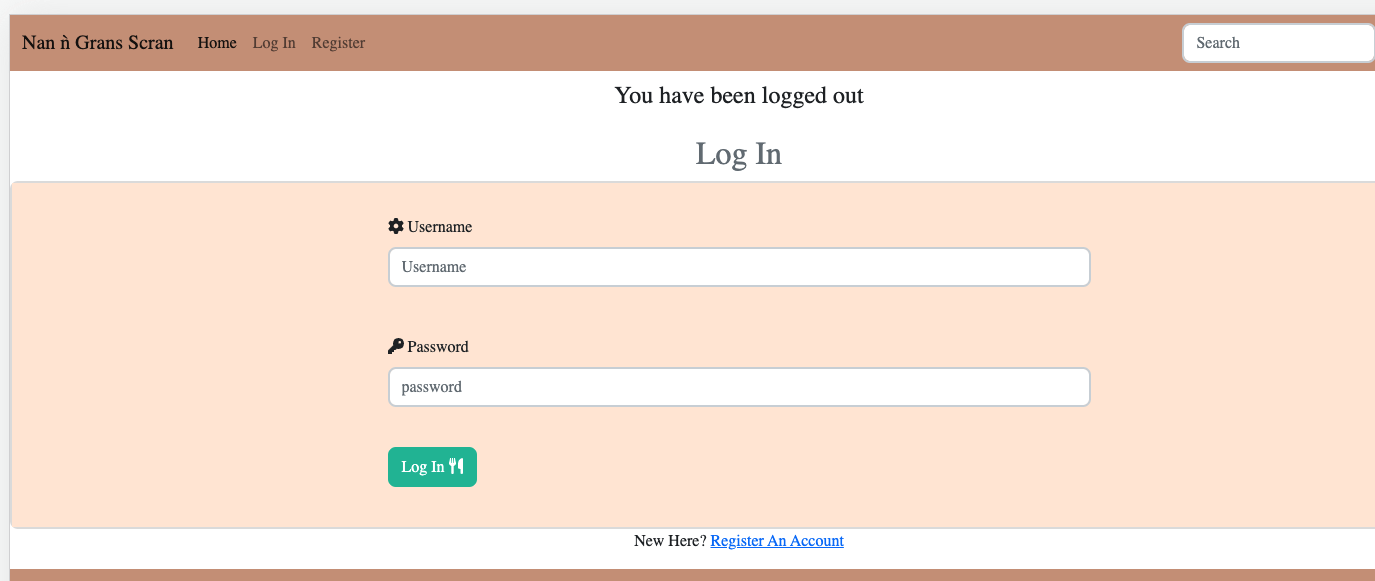 Nan ǹ Grans Scran Home Log In Register Search
You have been logged out
Log In
Username
Username
Password
password
Log In
New Here? Register An Account